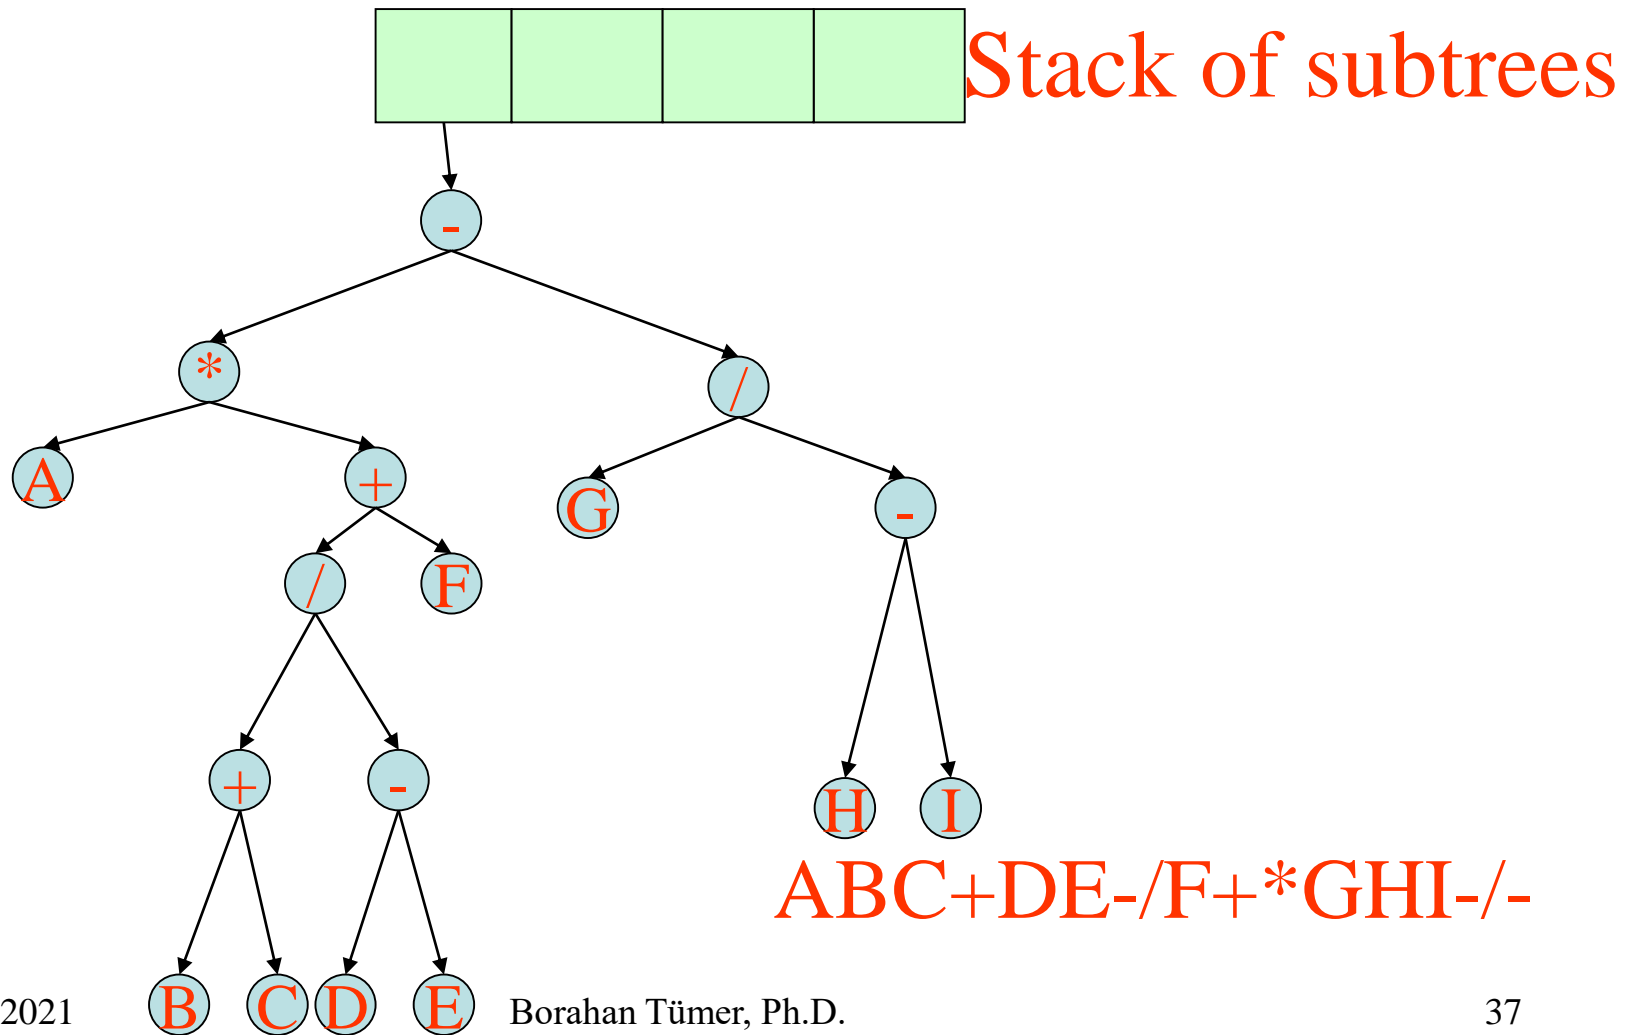 Stack of subtrees
-
*
/
A
+
G
-
/
F
+
-
H
I
ABC+DE-/F+*GHI-/-
B
C
D
E
2021
Borahan Tümer, Ph.D.
37